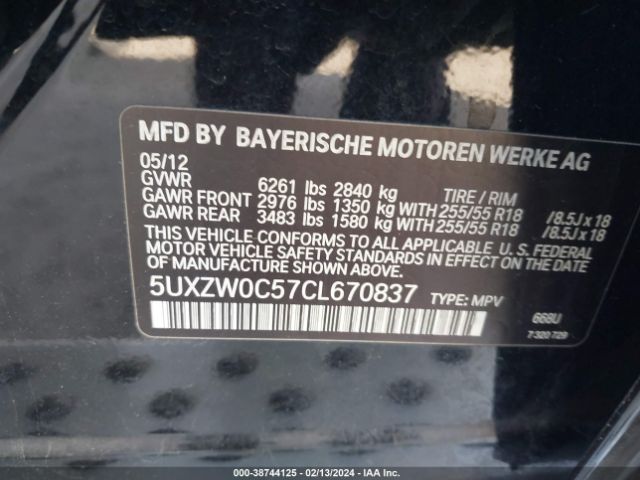 MFD BY BAYERISCHE MOTOREN WERKE AG
05/12
GVWR 6261 lbs 2840 kg TIRE / RIM
GAWR FRONT 2976 lbs 1350 kg WITH 255/55 R18 /8.5J x 18
GAWR REAR 3483 lbs 1580 kg WITH 255/55 R18 /8.5J x 18
THIS VEHICLE CONFORMS TO ALL APPLICABLE U. S. FEDERAL
MOTOR VEHICLE SAFETY STANDARDS IN EFFECT ON THE
DATE OF MANUFACTURE SHOWN ABOVE.
5UXZW0C57CL670837 TYPE: MPV
668U
7 320 729
000-38744125 - 02/13/2024 - IAA Inc.